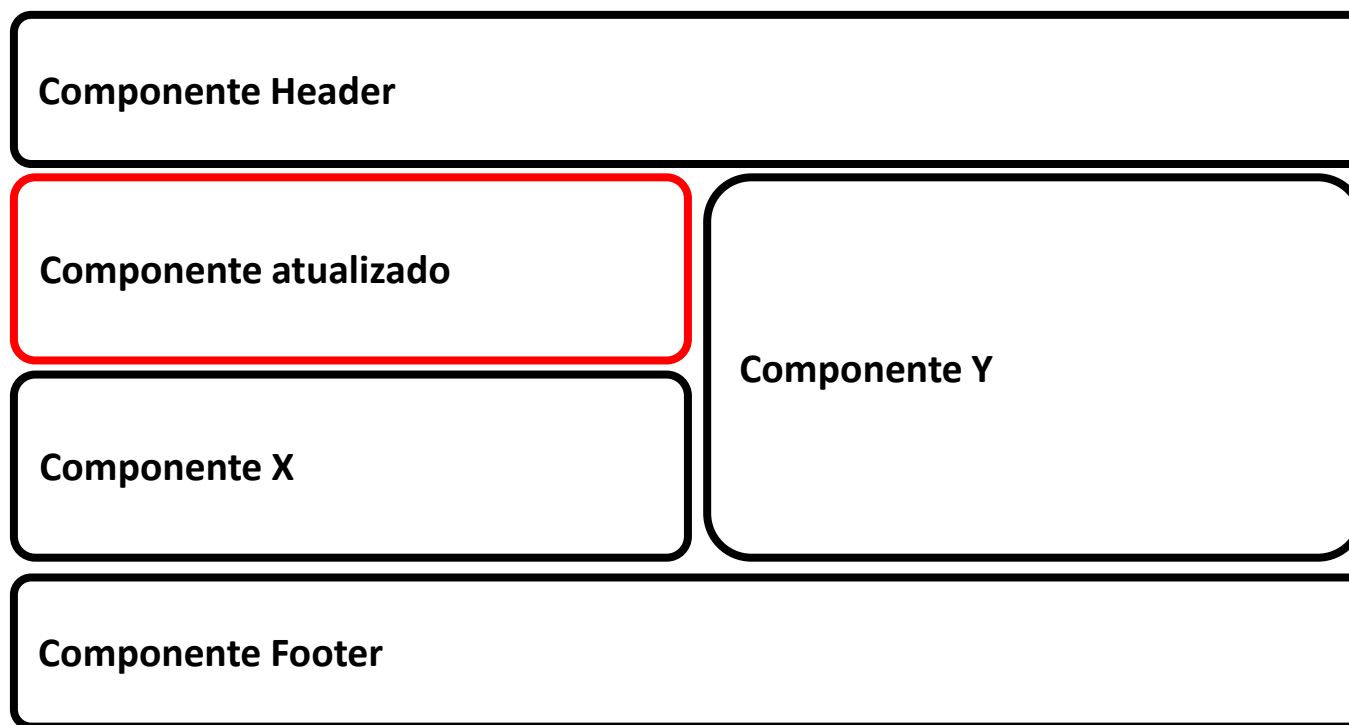 Componente Header
Componente atualizado
Componente Y
Componente X
Componente Footer